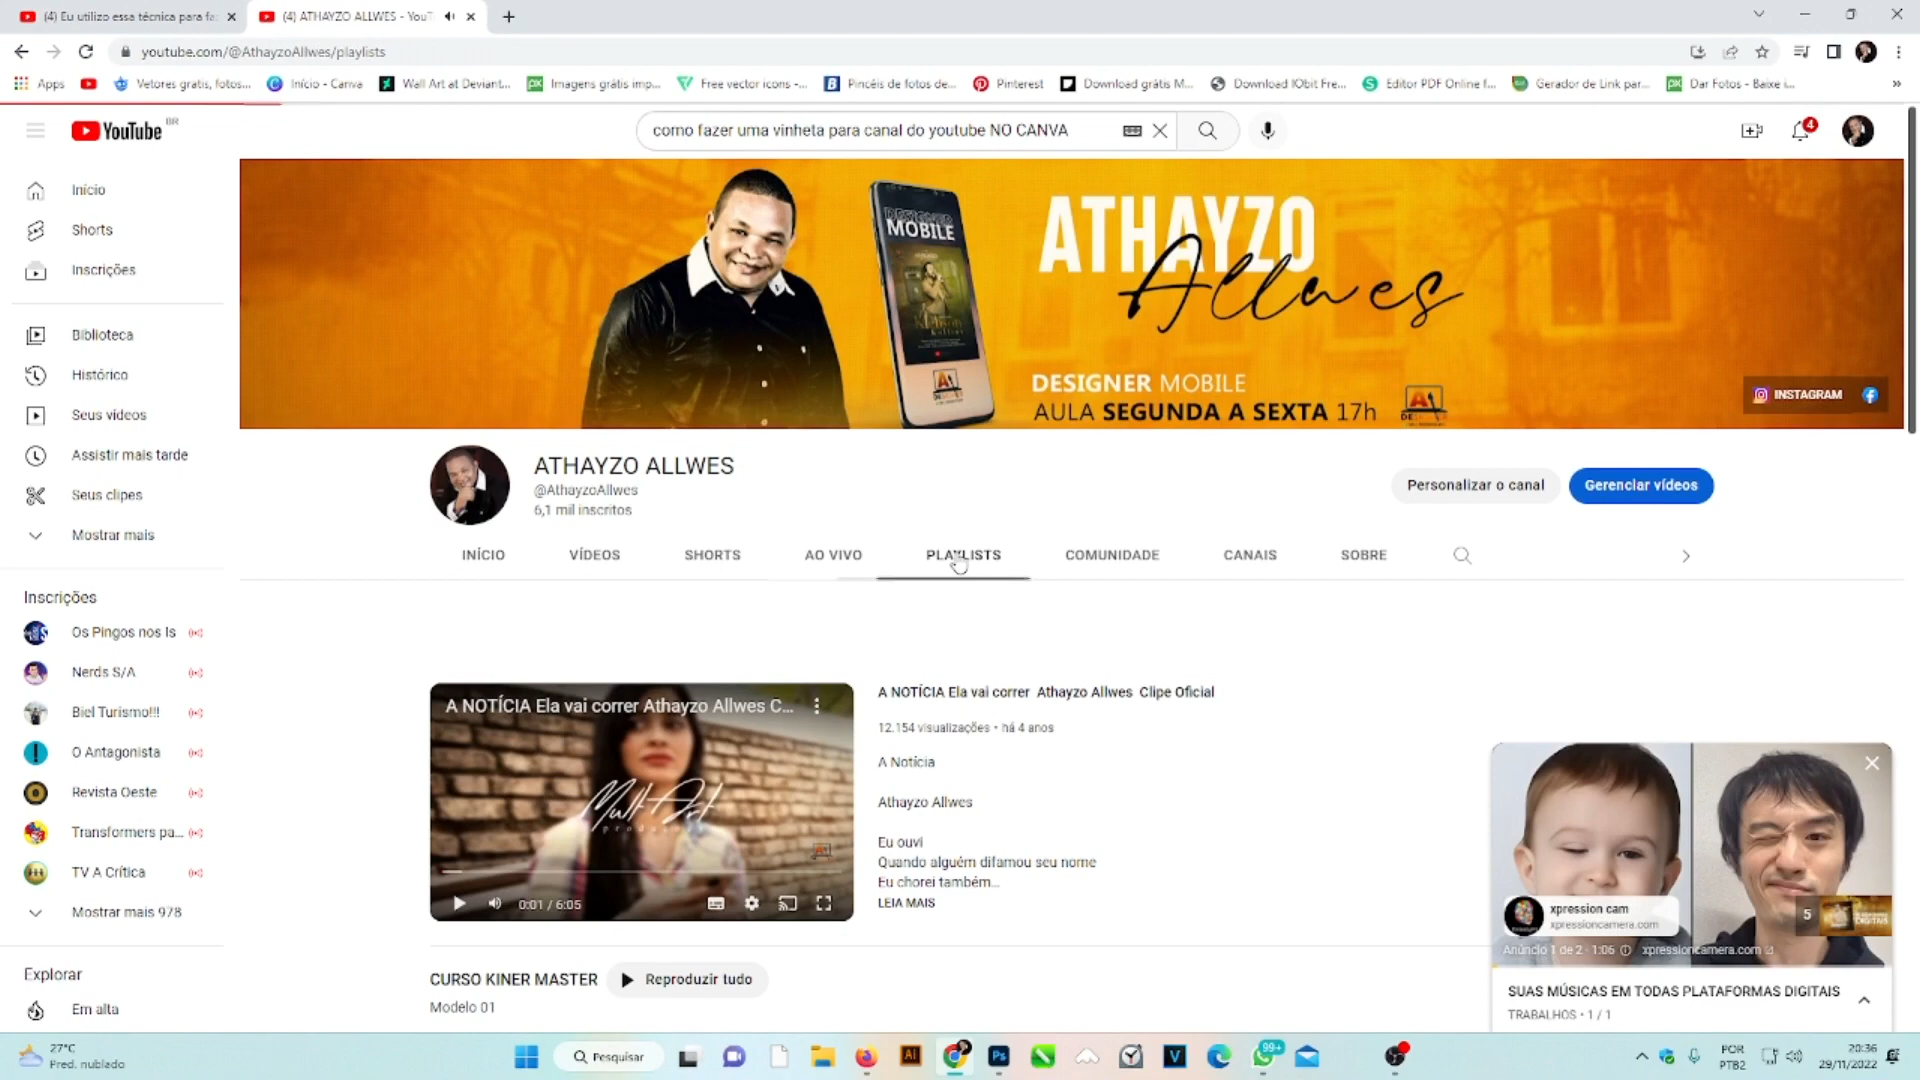 (4) Eu utilizo essa técnica para fa
(4) ATHAYZO ALLWES - YouT
youtube.com/@AthayzoAllwes/playlists
Apps
Vetores gratis, fotos...
Início - Canva
Wall Art at Deviant...
Imagens grátis imp...
Free vector icons -...
Pincéis de fotos de...
Pinterest
Download grátis M...
Download IObit Fre...
Editor PDF Online f...
Gerador de Link par...
Dar Fotos - Baixe i...
YouTube BR
como fazer uma vinheta para canal do youtube NO CANVA
4
Início
Shorts
Inscrições
Biblioteca
Histórico
Seus vídeos
Assistir mais tarde
Seus clipes
Mostrar mais
Inscrições
Os Pingos nos Is
Nerds S/A
Biel Turismo!!!
O Antagonista
Revista Oeste
Transformers pa...
TV A Crítica
Mostrar mais 978
Explorar
Em alta
DESIGNER
MOBILE
ATHAYZO
Allwes
DESIGNER MOBILE
AULA SEGUNDA A SEXTA 17h
INSTAGRAM
ATHAYZO ALLWES
@AthayzoAllwes
6,1 mil inscritos
Personalizar o canal
Gerenciar vídeos
INÍCIO
VÍDEOS
SHORTS
AO VIVO
PLAYLISTS
COMUNIDADE
CANAIS
SOBRE
A NOTÍCIA Ela vai correr Athayzo Allwes C...
MultArt
produções
0:01 / 6:05
A NOTÍCIA Ela vai correr Athayzo Allwes Clipe Oficial
12.154 visualizações • há 4 anos
A Notícia
Athayzo Allwes
Eu ouvi
Quando alguém difamou seu nome
Eu chorei também...
LEIA MAIS
CURSO KINER MASTER
Reproduzir tudo
Modelo 01
xpression cam
xpressioncamera.com
5
Anúncio 1 de 2 · 1:06
xpressioncamera.com
SUAS MÚSICAS EM TODAS PLATAFORMAS DIGITAIS
TRABALHOS • 1 / 1
27°C
Pred. nublado
Pesquisar
99+
POR
PTB2
20:36
29/11/2022